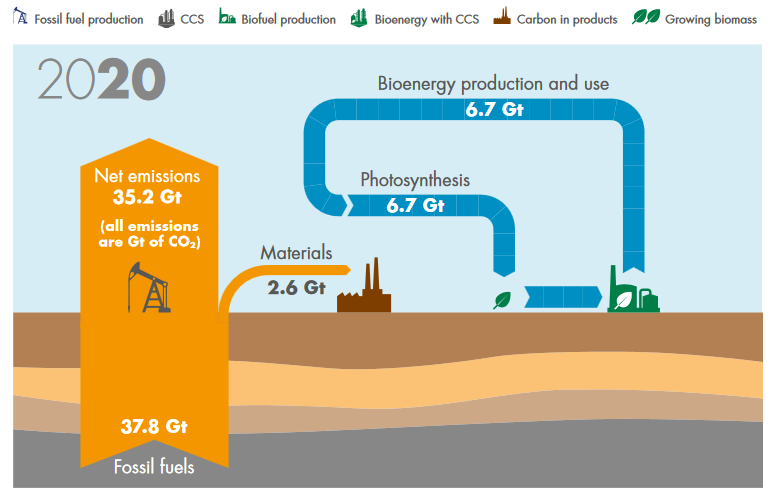 Fossil fuel production
CCS
Biofuel production
Bioenergy with CCS
Carbon in products
Growing biomass
2020
Bioenergy production and use
6.7 Gt
Net emissions
35.2 Gt
(all emissions
are Gt of CO₂)
Photosynthesis
6.7 Gt
Materials
2.6 Gt
37.8 Gt
Fossil fuels